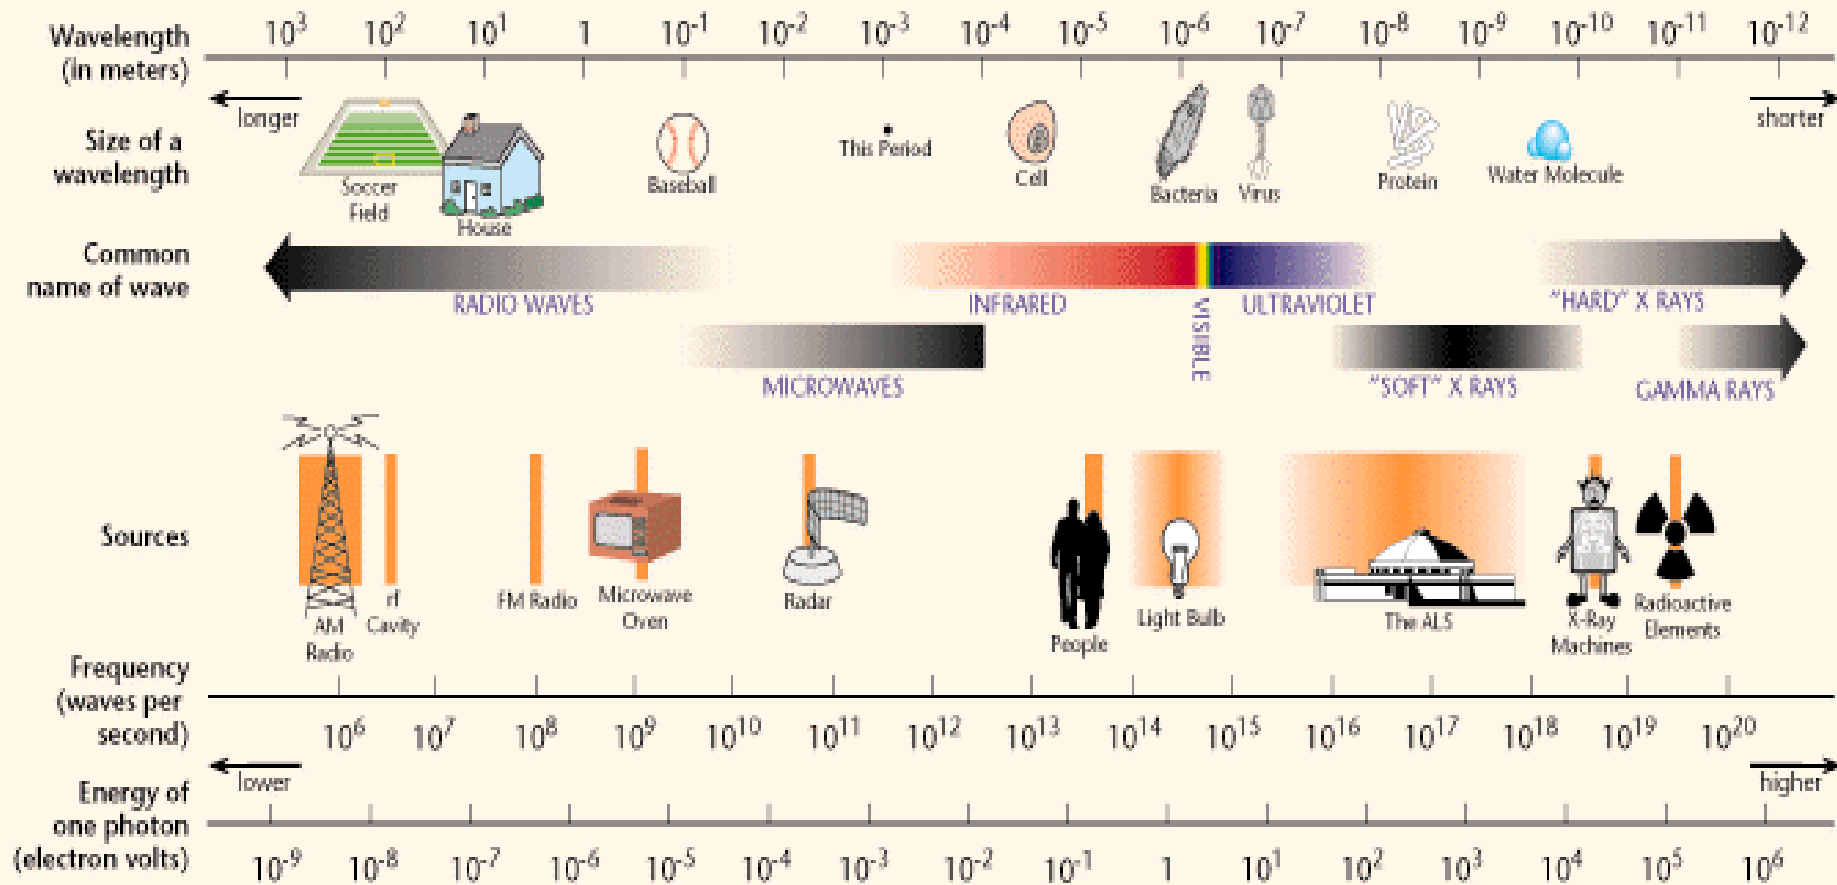 Wavelength
(in meters)
10³ 10² 10¹ 1 10⁻¹ 10⁻² 10⁻³ 10⁻⁴ 10⁻⁵ 10⁻⁶ 10⁻⁷ 10⁻⁸ 10⁻⁹ 10⁻¹⁰ 10⁻¹¹ 10⁻¹²
longer
shorter
Size of a
wavelength
Soccer
Field
House
Baseball
This Period
Cell
Bacteria
Virus
Protein
Water Molecule
Common
name of wave
RADIO WAVES
INFRARED
VISIBLE
ULTRAVIOLET
"HARD" X RAYS
MICROWAVES
"SOFT" X RAYS
GAMMA RAYS
Sources
AM
Radio
rf
Cavity
FM Radio
Microwave
Oven
Radar
People
Light Bulb
The ALS
X-Ray
Machines
Radioactive
Elements
Frequency
(waves per
second)
10⁶ 10⁷ 10⁸ 10⁹ 10¹⁰ 10¹¹ 10¹² 10¹³ 10¹⁴ 10¹⁵ 10¹⁶ 10¹⁷ 10¹⁸ 10¹⁹ 10²⁰
lower
higher
Energy of
one photon
(electron volts)
10⁻⁹ 10⁻⁸ 10⁻⁷ 10⁻⁶ 10⁻⁵ 10⁻⁴ 10⁻³ 10⁻² 10⁻¹ 1 10¹ 10² 10³ 10⁴ 10⁵ 10⁶